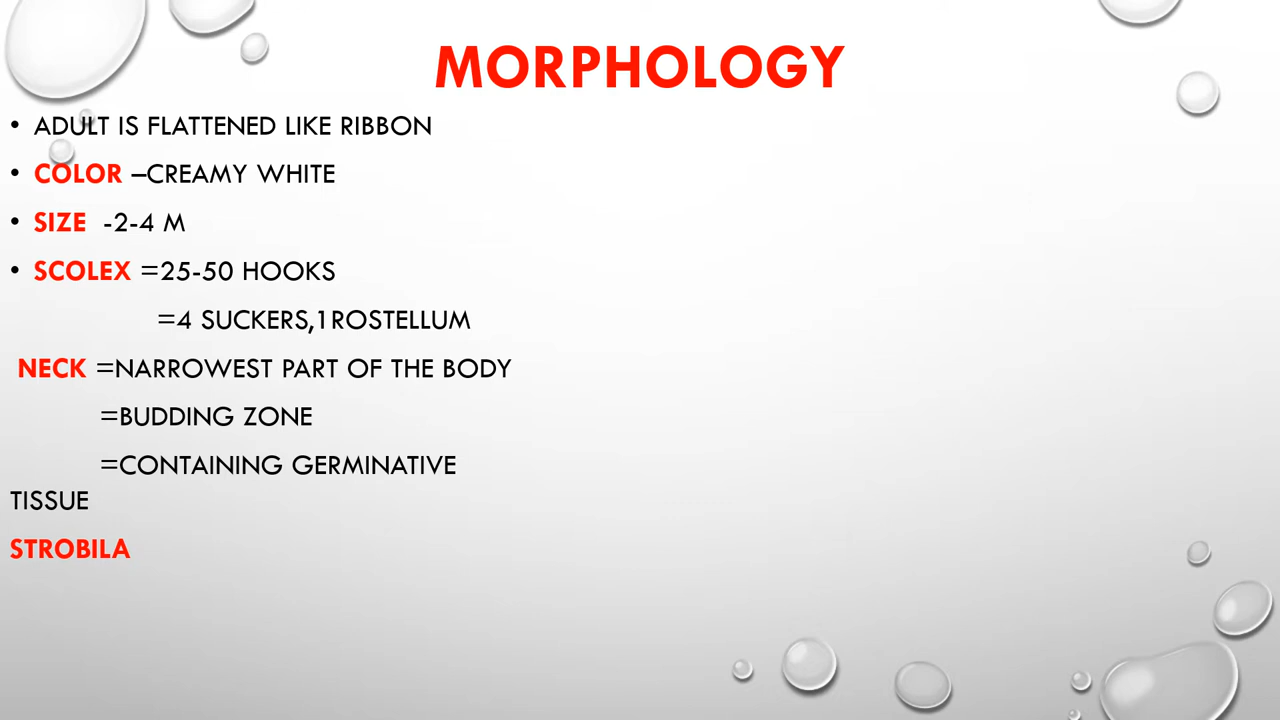 MORPHOLOGY
• ADULT IS FLATTENED LIKE RIBBON
• COLOR –CREAMY WHITE
• SIZE -2-4 M
• SCOLEX =25-50 HOOKS
=4 SUCKERS,1ROSTELLUM
NECK =NARROWEST PART OF THE BODY
=BUDDING ZONE
=CONTAINING GERMINATIVE
TISSUE
STROBILA